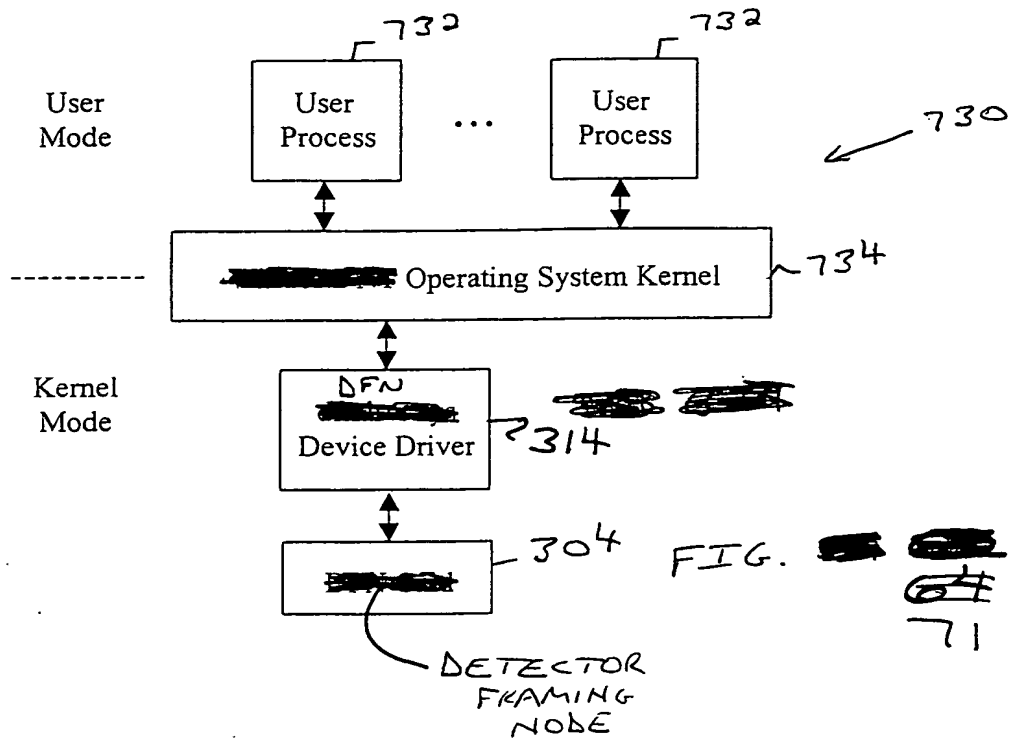 732
732
User
Mode
User
Process
...
User
Process
730
Operating System Kernel
734
Kernel
Mode
DFN
Device Driver
314
304
FIG.
64
71
DETECTOR
FRAMING
NODE